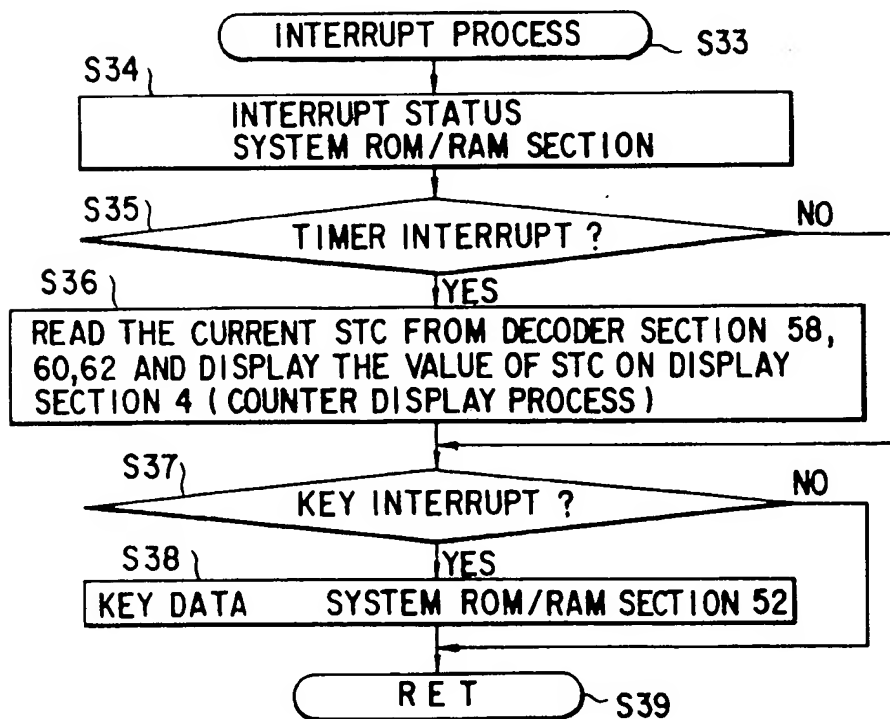 INTERRUPT PROCESS
S33
S34
INTERRUPT STATUS
SYSTEM ROM/RAM SECTION
S35
TIMER INTERRUPT ?
NO
YES
S36
READ THE CURRENT STC FROM DECODER SECTION 58,
60,62 AND DISPLAY THE VALUE OF STC ON DISPLAY
SECTION 4 ( COUNTER DISPLAY PROCESS )
S37
KEY INTERRUPT ?
NO
YES
S38
KEY DATA SYSTEM ROM/RAM SECTION 52
RET
S39